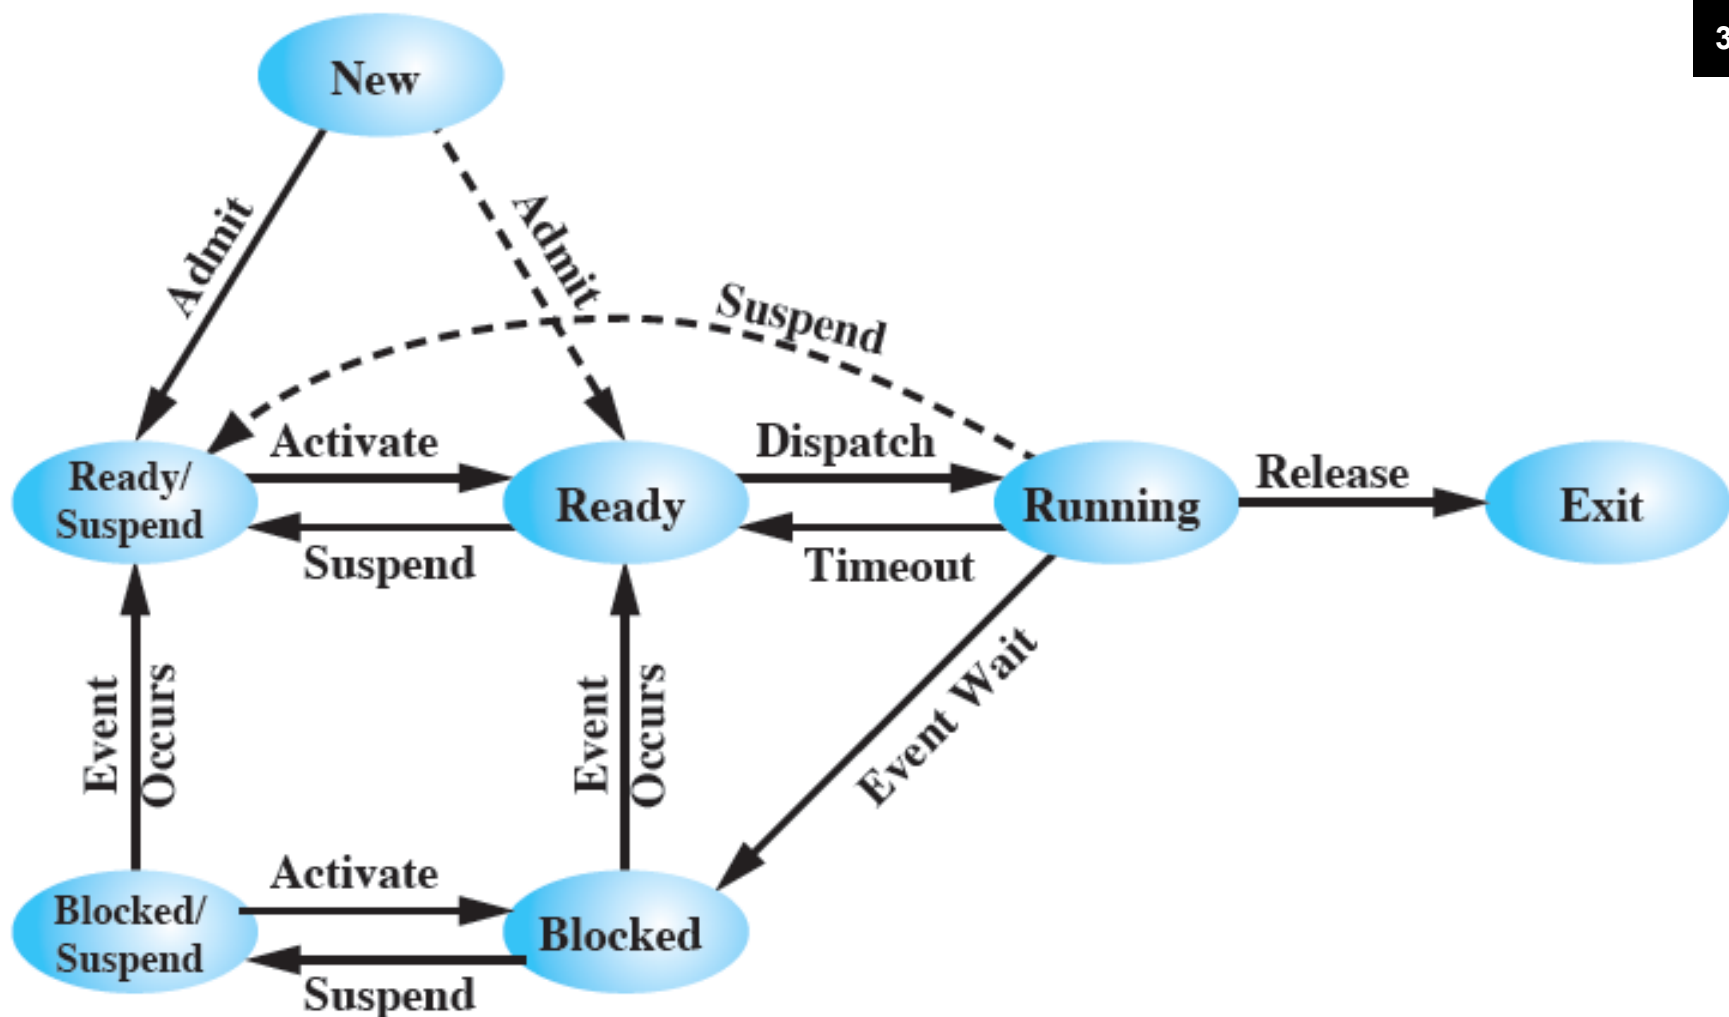 3
New
Admit
Admit
Suspend
Activate
Dispatch
Release
Ready/
Suspend
Ready
Running
Exit
Suspend
Timeout
Event
Occurs
Event
Occurs
Event Wait
Activate
Blocked/
Suspend
Blocked
Suspend